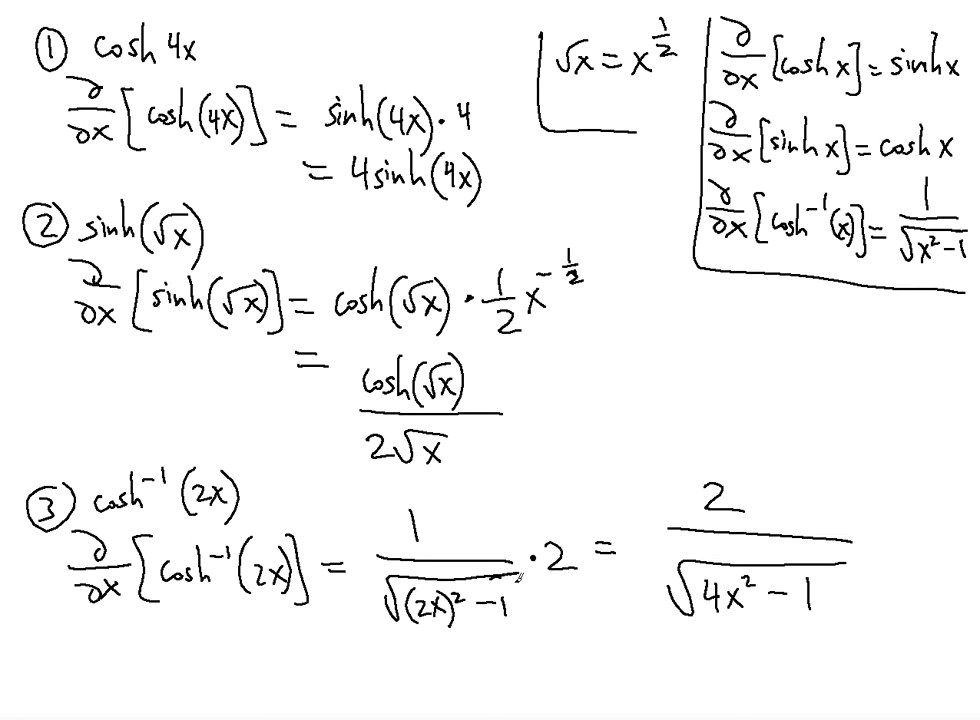 ① cosh 4x
∂/∂x [cosh(4x)] = sinh(4x) · 4
= 4 sinh(4x)
② sinh(√x)
∂/∂x [sinh(√x)] = cosh(√x) · 1/2 x^(-1/2)
= cosh(√x) / 2√x
③ cosh⁻¹(2x)
∂/∂x [cosh⁻¹(2x)] = 1/√((2x)² - 1) · 2 = 2/√(4x² - 1)
√x = x^(1/2)
∂/∂x [cosh x] = sinh x
∂/∂x [sinh x] = cosh x
∂/∂x [cosh⁻¹(x)] = 1/√(x² - 1)